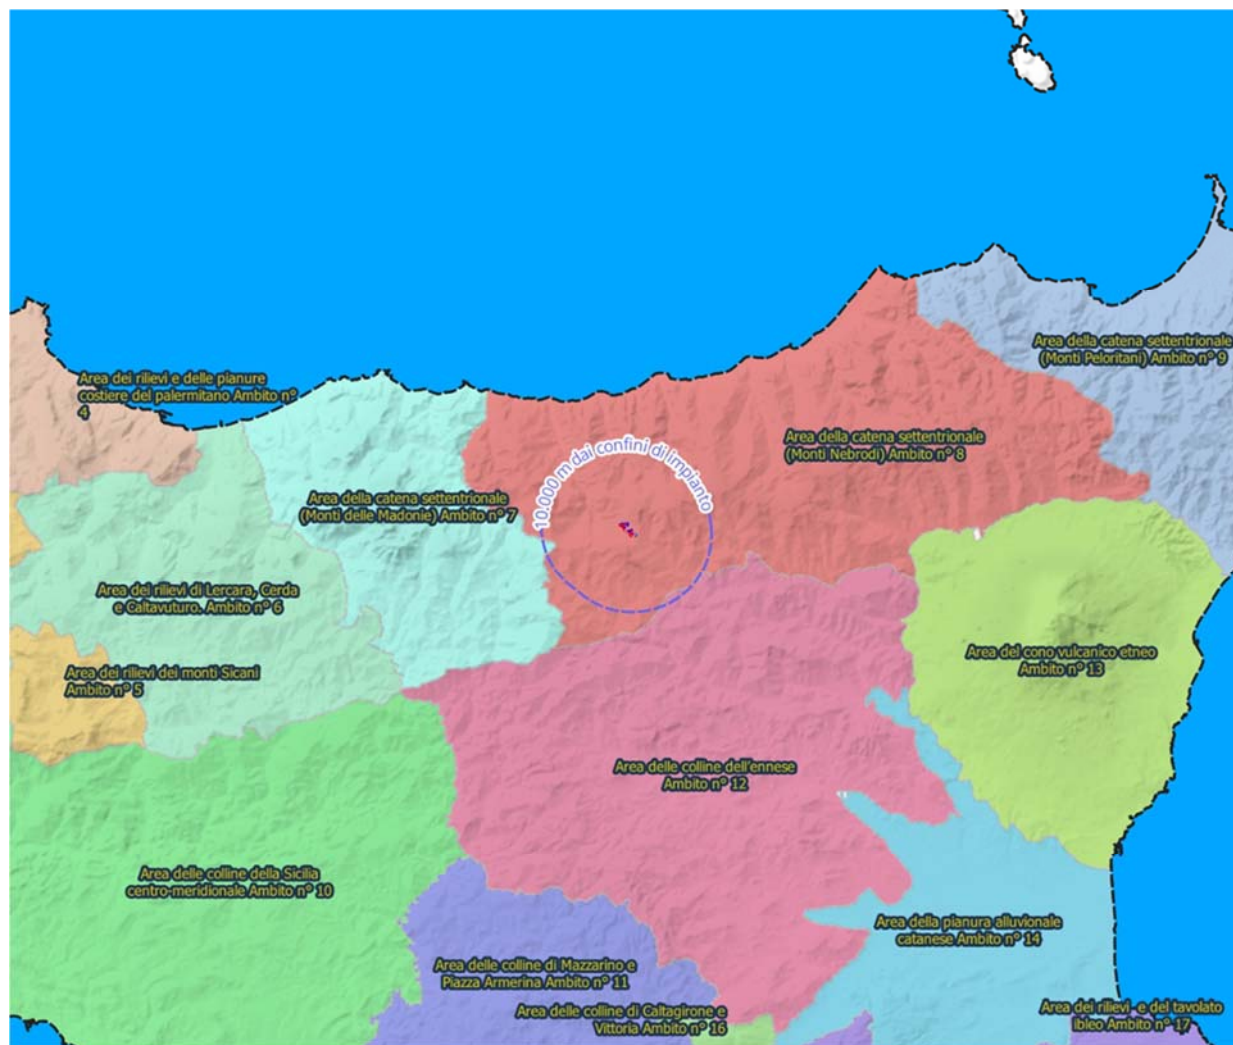 Area della catena settentrionale
(Monti Peloritani) Ambito n° 9
Area dei rilievi e delle pianure
costiere del palermitano Ambito n°
4
Area della catena settentrionale
(Monti Nebrodi) Ambito n° 8
10.000 m dai confini di impianto
Area della catena settentrionale
(Monti delle Madonie) Ambito n° 7
Area dei rilievi di Lercara, Cerda
e Caltavuturo. Ambito n° 6
Area del cono vulcanico etneo
Ambito n° 13
Area dei rilievi dei monti Sicani
Ambito n° 5
Area delle colline dell'ennese
Ambito n° 12
Area delle colline della Sicilia
centro-meridionale Ambito n° 10
Area della pianura alluvionale
catanese Ambito n° 14
Area delle colline di Mazzarino e
Piazza Armerina Ambito n° 11
Area delle colline di Caltagirone e
Vittoria Ambito n° 16
Area dei rilievi e del tavolato
ibleo Ambito n° 17